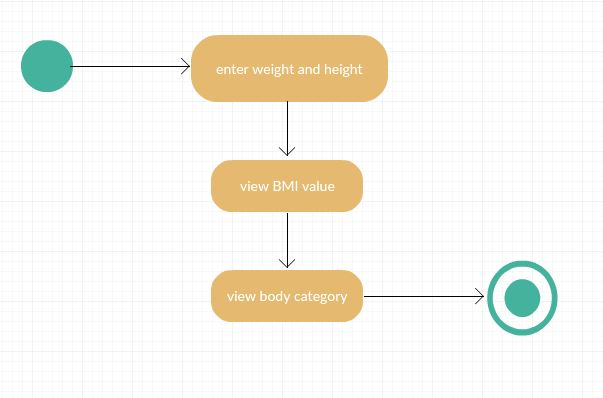 enter weight and height
view BMI value
view body category